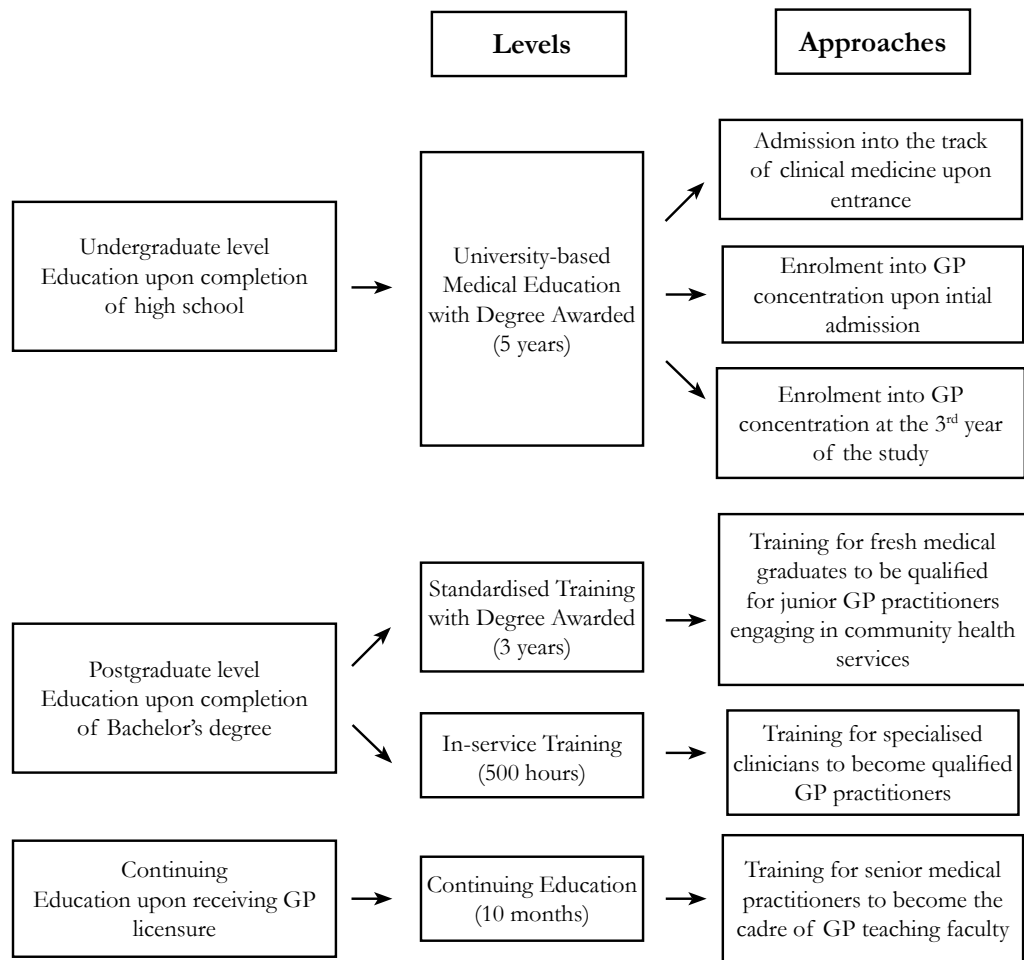 Levels
Approaches
Undergraduate level
Education upon completion
of high school
University-based
Medical Education
with Degree Awarded
(5 years)
Admission into the track
of clinical medicine upon
entrance
Enrolment into GP
concentration upon intial
admission
Enrolment into GP
concentration at the 3rd year
of the study
Postgraduate level
Education upon completion
of Bachelor's degree
Standardised Training
with Degree Awarded
(3 years)
Training for fresh medical
graduates to be qualified
for junior GP practitioners
engaging in community health
services
In-service Training
(500 hours)
Training for specialised
clinicians to become qualified
GP practitioners
Continuing
Education upon receiving GP
licensure
Continuing Education
(10 months)
Training for senior medical
practitioners to become the
cadre of GP teaching faculty